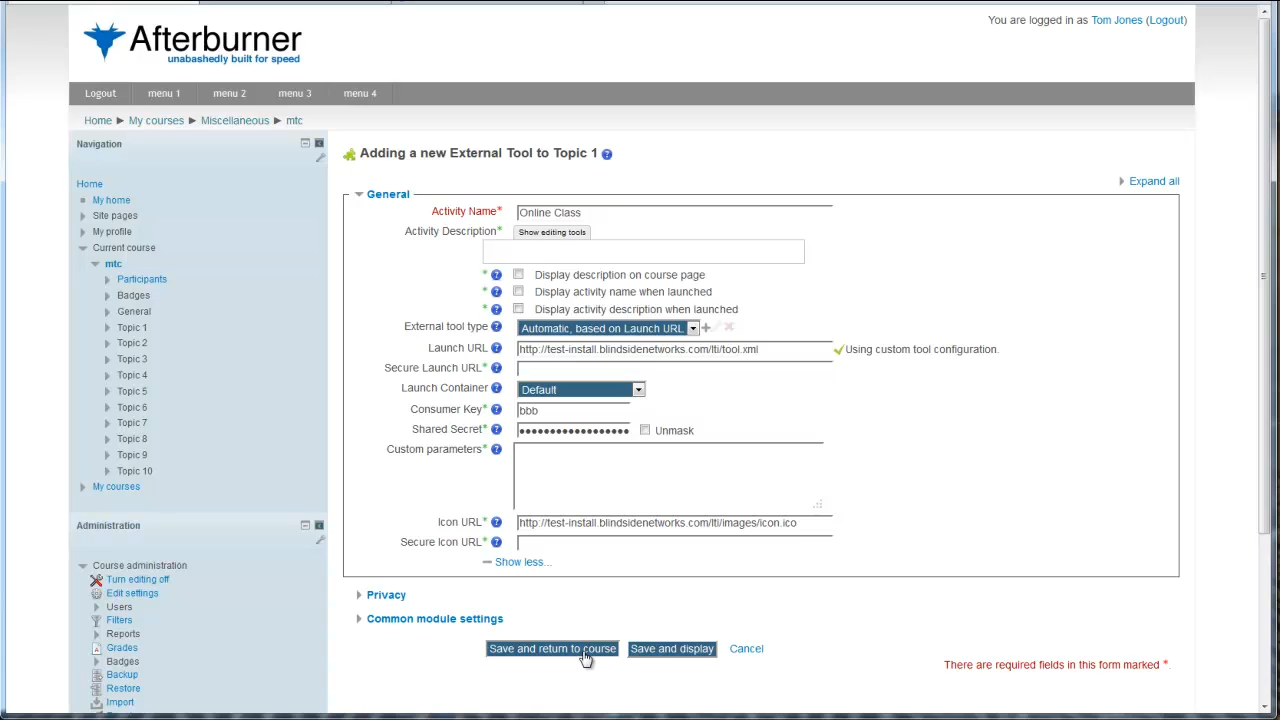 You are logged in as Tom Jones (Logout)
Afterburner
unabashedly built for speed
Logout menu 1 menu 2 menu 3 menu 4
Home ► My courses ► Miscellaneous ► mtc
Navigation
Home
My home
Site pages
My profile
Current course
mtc
Participants
Badges
General
Topic 1
Topic 2
Topic 3
Topic 4
Topic 5
Topic 6
Topic 7
Topic 8
Topic 9
Topic 10
My courses
Administration
Course administration
Turn editing off
Edit settings
Users
Filters
Reports
Grades
Badges
Backup
Restore
Import
Adding a new External Tool to Topic 1
Expand all
General
Activity Name* Online Class
Activity Description* Show editing tools
* Display description on course page
* Display activity name when launched
* Display activity description when launched
External tool type Automatic, based on Launch URL
Launch URL http://test-install.blindsidenetworks.com/lti/tool.xml Using custom tool configuration.
Secure Launch URL*
Launch Container Default
Consumer Key* bbb
Shared Secret* •••••••••••••••••• Unmask
Custom parameters*
Icon URL* http://test-install.blindsidenetworks.com/lti/images/icon.ico
Secure Icon URL*
Show less...
Privacy
Common module settings
Save and return to course Save and display Cancel
There are required fields in this form marked *.